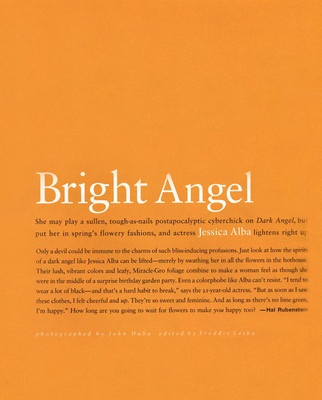 Bright Angel
She may play a sullen, tough-as-nails postapocalyptic cyberchick on Dark Angel, but
put her in spring's flowery fashions, and actress Jessica Alba lightens right up
Only a devil could be immune to the charms of such bliss-inducing profusions. Just look at how the spirits
of a dark angel like Jessica Alba can be lifted—merely by swathing her in all the flowers in the hothouse.
Their lush, vibrant colors and leafy, Miracle-Gro foliage combine to make a woman feel as though she
were in the middle of a surprise birthday garden party. Even a colorphobe like Alba can't resist. "I tend to
wear a lot of black—and that's a hard habit to break," says the 21-year-old actress. "But as soon as I saw
these clothes, I felt cheerful and up. They're so sweet and feminine. And as long as there's no lime green,
I'm happy." How long are you going to wait for flowers to make you happy too? —Hal Rubenstein
photographed by John Huba edited by Freddie Leiba